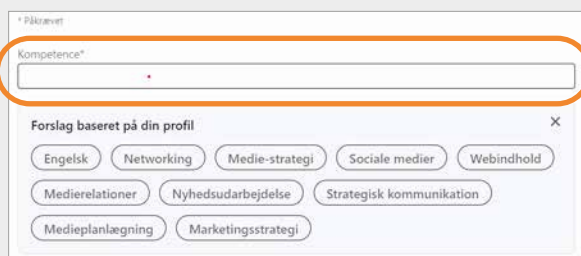 * Påkrævet
Kompetence*
Forslag baseret på din profil
Engelsk Networking Medie-strategi Sociale medier Webindhold
Medierelationer Nyhedsudarbejdelse Strategisk kommunikation
Medieplanlægning Marketingsstrategi